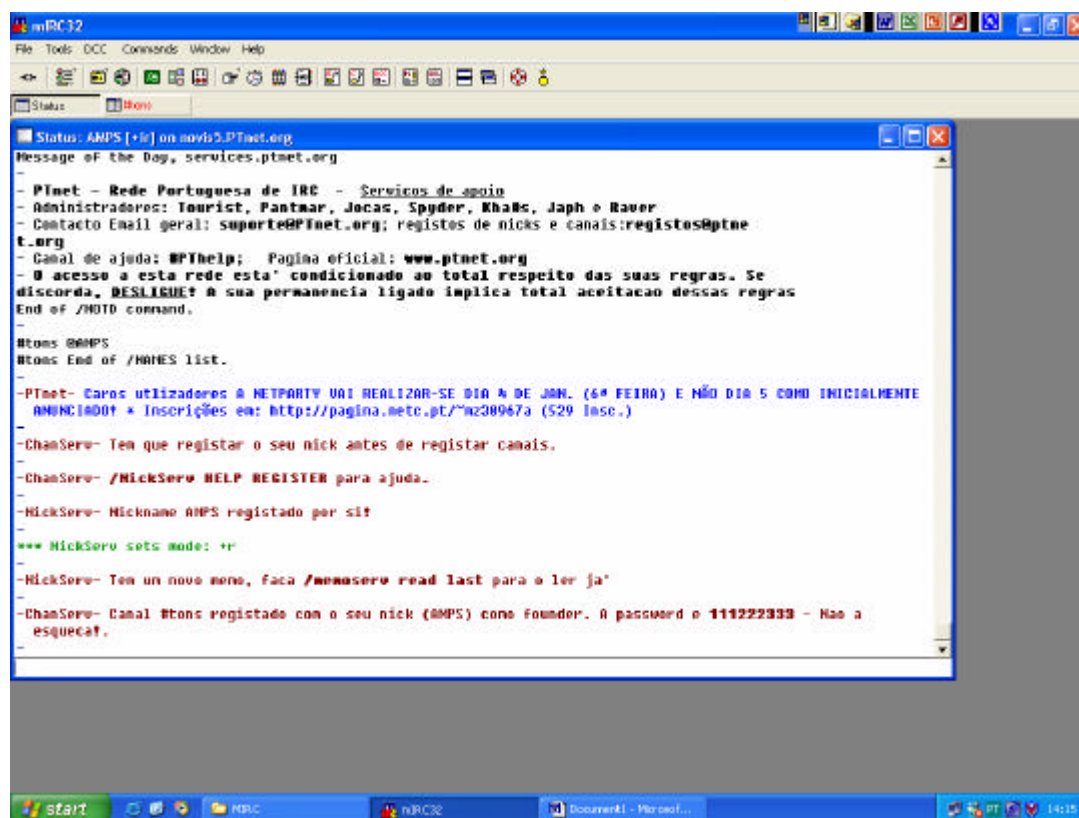 mIRC32
File Tools DCC Commands Window Help
Status #tons
Status: AMPS [+ir] on novis5.PTnet.org
Message of the Day, services.ptnet.org
-
- PTnet - Rede Portuguesa de IRC - Servicos de apoio
- Administradores: Tourist, Pantmar, Jocas, Spyder, Japh e Raver
- Contacto Email geral: suporte@PTnet.org; registos de nicks e canais:registos@ptne
t.org
- Canal de ajuda: #PThelp; Pagina oficial: www.ptnet.org
- O acesso a esta rede esta' condicionado ao total respeito das suas regras. Se
discorda, DESLIGUE! A sua permanencia ligado implica total aceitacao dessas regras
End of /MOTD command.
-
#tons @AMPS
#tons End of /NAMES list.
-
-PTnet- Caros utlizadores A NETPARTY VAI REALIZAR-SE DIA 4 DE JAN. (6ª FEIRA) E NÃO DIA 5 COMO INICIALMENTE
ANUNCIADO! * Inscrições em: (529 Insc.)
-
-ChanServ- Tem que registar o seu nick antes de registar canais.
-
-ChanServ- /NickServ HELP REGISTER para ajuda.
-
-NickServ- Nickname AMPS registado por si!
-
*** NickServ sets mode: +r
-
-NickServ- Tem um novo memo, faca /memoserv read last para o ler ja'
-
-ChanServ- Canal #tons registado com o seu nick (AMPS) como founder. A password e 111222333 - Nao a
esqueca!.
-
start MIRC mIRC32 Document1 - Microsof... PT 14:15